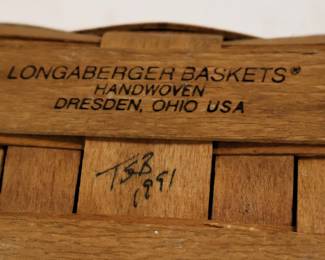 LONGABERGER BASKETS®
HANDWOVEN
DRESDEN, OHIO USA
TSB
1991